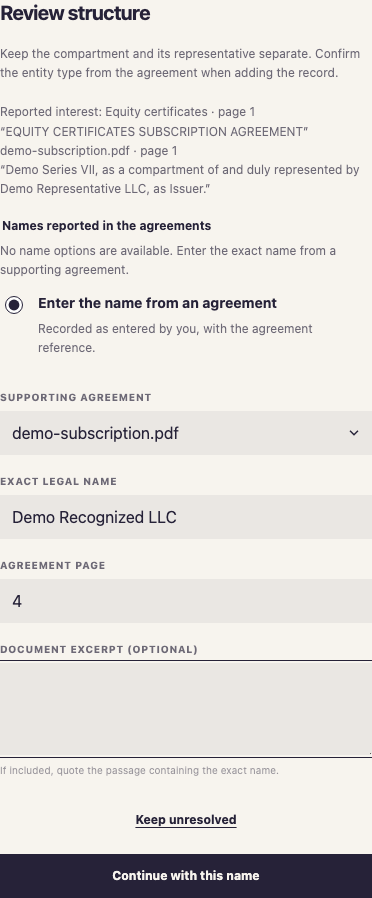 Review structure
Keep the compartment and its representative separate. Confirm
the entity type from the agreement when adding the record.
Reported interest: Equity certificates · page 1
“EQUITY CERTIFICATES SUBSCRIPTION AGREEMENT”
demo-subscription.pdf · page 1
“Demo Series VII, as a compartment of and duly represented by
Demo Representative LLC, as Issuer.”
Names reported in the agreements
No name options are available. Enter the exact name from a
supporting agreement.
Enter the name from an agreement
Recorded as entered by you, with the agreement
reference.
SUPPORTING AGREEMENT
demo-subscription.pdf
EXACT LEGAL NAME
Demo Recognized LLC
AGREEMENT PAGE
4
DOCUMENT EXCERPT (OPTIONAL)
If included, quote the passage containing the exact name.
Keep unresolved
Continue with this name